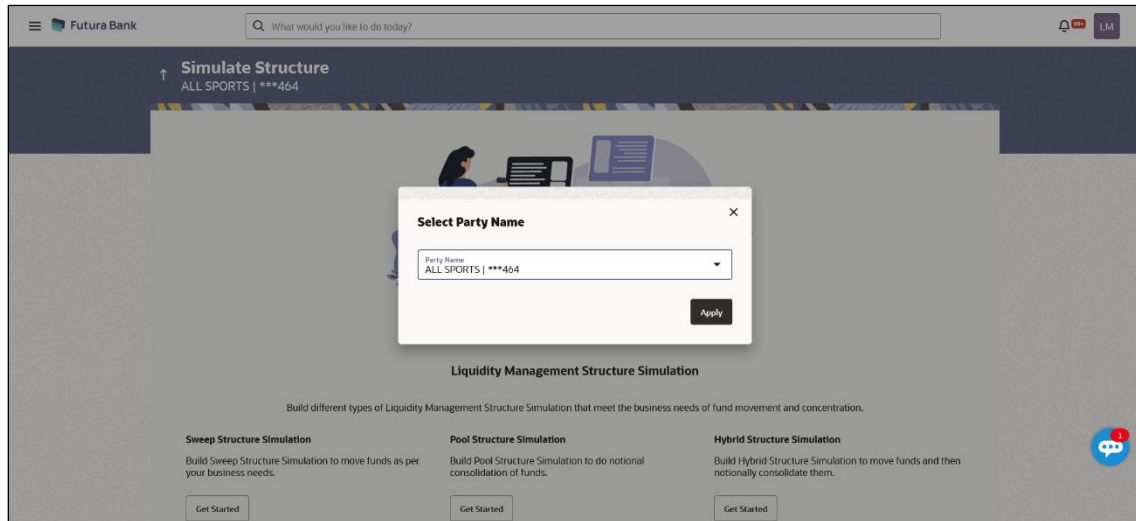 Futura Bank
What would you like to do today?
99+
LM
Simulate Structure
ALL SPORTS | ***464
Select Party Name
Party Name
ALL SPORTS | ***464
Apply
Liquidity Management Structure Simulation
Build different types of Liquidity Management Structure Simulation that meet the business needs of fund movement and concentration.
Sweep Structure Simulation
Build Sweep Structure Simulation to move funds as per
your business needs.
Get Started
Pool Structure Simulation
Build Pool Structure Simulation to do notional
consolidation of funds.
Get Started
Hybrid Structure Simulation
Build Hybrid Structure Simulation to move funds and then
notionally consolidate them.
Get Started
1